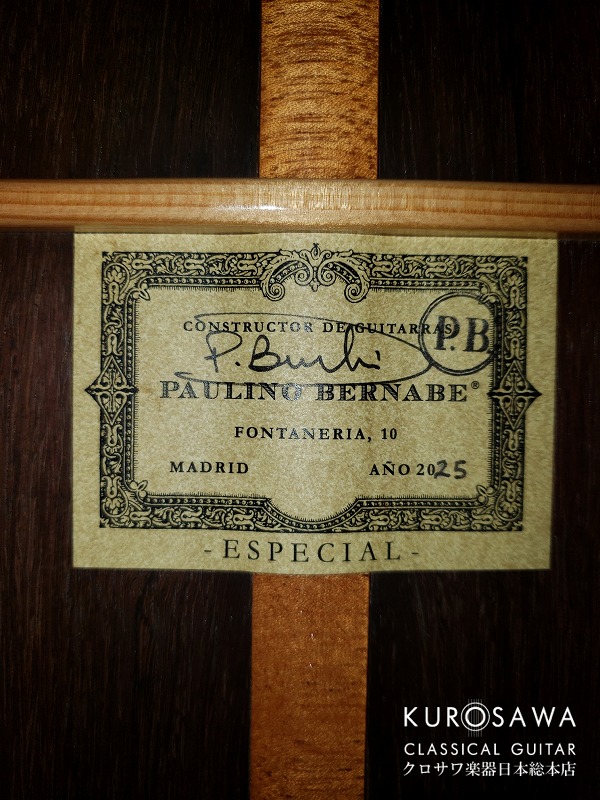 CONSTRUCTOR DE GUITARRAS
P.B
PAULINO BERNABE®
FONTANERIA, 10
MADRID AÑO 2025
-ESPECIAL-
KUROSAWA
CLASSICAL GUITAR
クロサワ楽器日本総本店